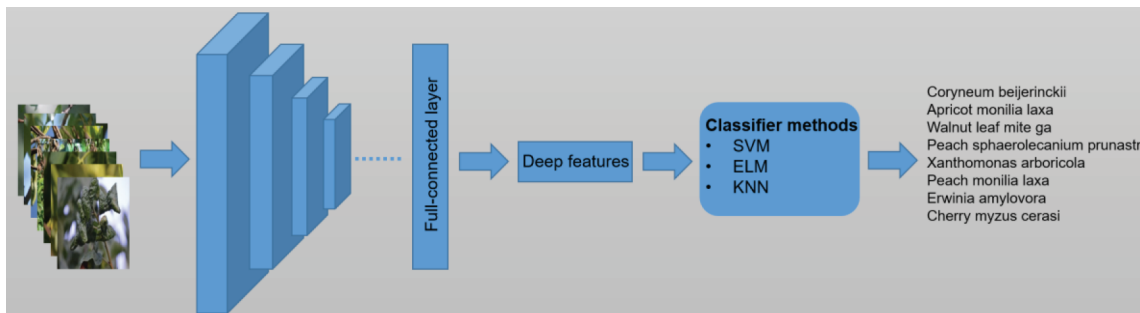 Full-connected layer
Deep features
Classifier methods
• SVM
• ELM
• KNN
Coryneum beijerinckii
Apricot monilia laxa
Walnut leaf mite ga
Peach sphaerolecanium prunastr
Xanthomonas arboricola
Peach monilia laxa
Erwinia amylovora
Cherry myzus cerasi